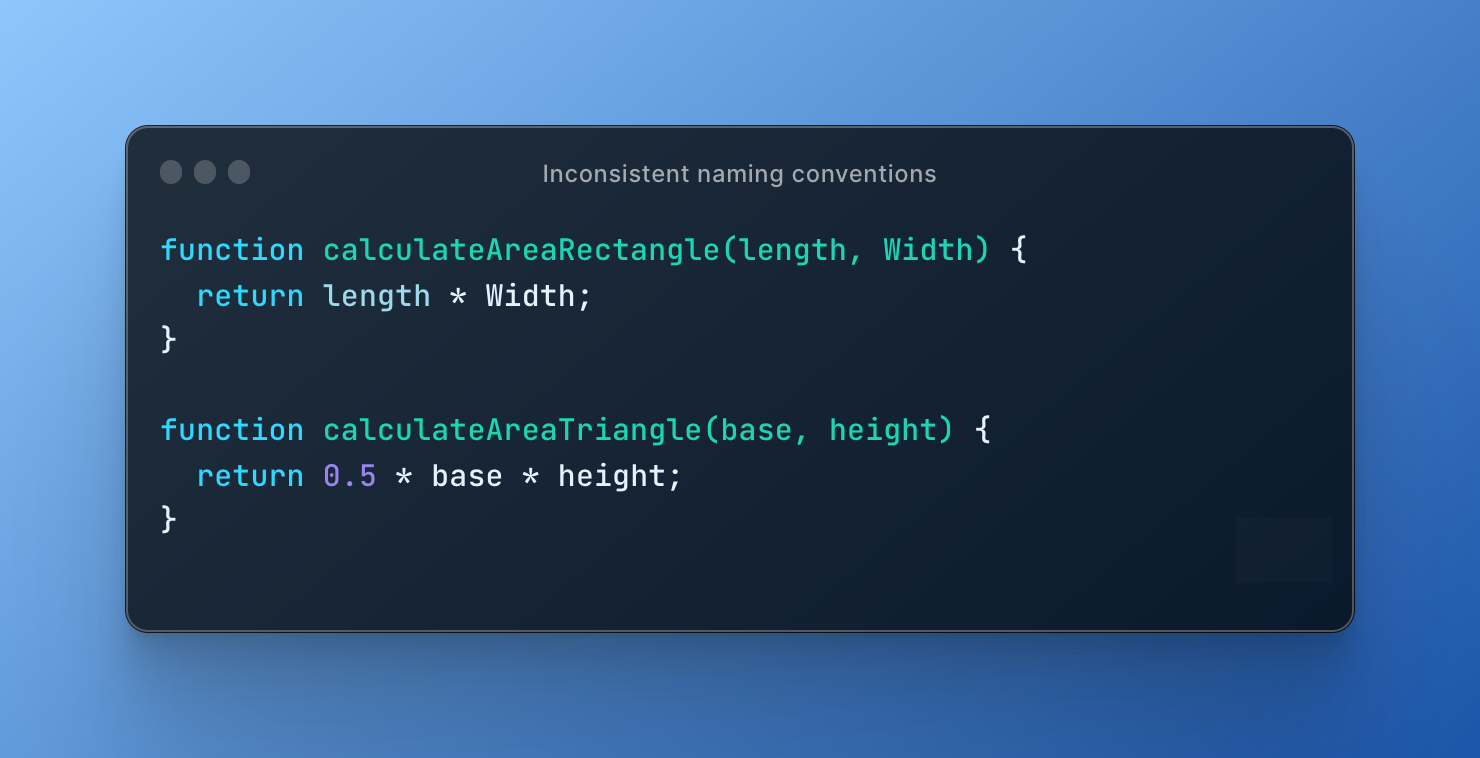 Inconsistent naming conventions
function calculateAreaRectangle(length, Width) {
  return length * Width;
}

function calculateAreaTriangle(base, height) {
  return 0.5 * base * height;
}